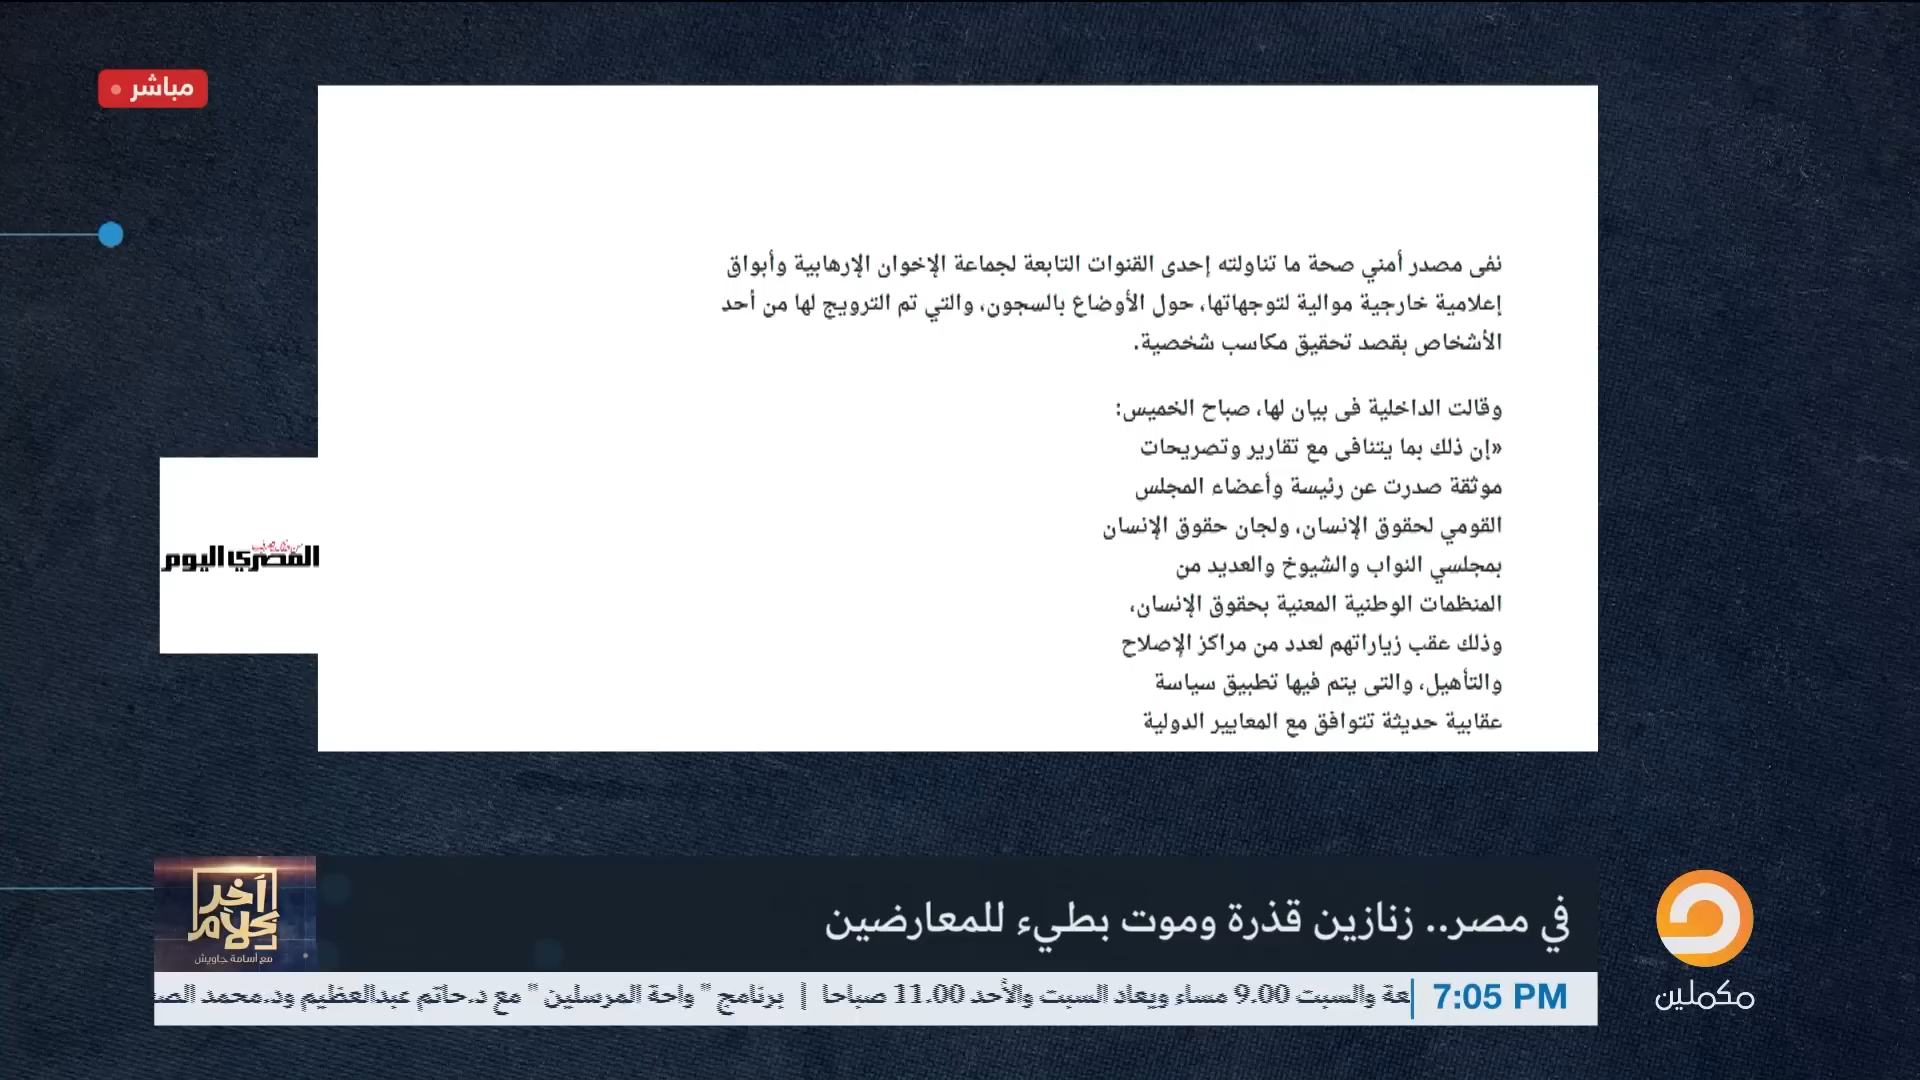 مباشر
نفى مصدر أمني صحة ما تناولته إحدى القنوات التابعة لجماعة الإخوان الإرهابية وأبواق
إعلامية خارجية موالية لتوجهاتها، حول الأوضاع بالسجون، والتي تم الترويج لها من أحد
الأشخاص بقصد تحقيق مكاسب شخصية.
وقالت الداخلية فى بيان لها، صباح الخميس:
«إن ذلك بما يتنافى مع تقارير وتصريحات
موثقة صدرت عن رئيسة وأعضاء المجلس
القومي لحقوق الإنسان، ولجان حقوق الإنسان
بمجلسي النواب والشيوخ والعديد من
المنظمات الوطنية المعنية بحقوق الإنسان،
وذلك عقب زياراتهم لعدد من مراكز الإصلاح
والتأهيل، والتى يتم فيها تطبيق سياسة
عقابية حديثة تتوافق مع المعايير الدولية
المصري اليوم
في مصر.. زنازين قذرة وموت بطيء للمعارضين
آخر
كلام
مع أسامة جاويش
7:05 PM
عة والسبت 9.00 مساء ويعاد السبت والأحد 11.00 صباحا | برنامج " واحة المرسلين " مع د.حاتم عبدالعظيم ود.محمد الص
مكملين